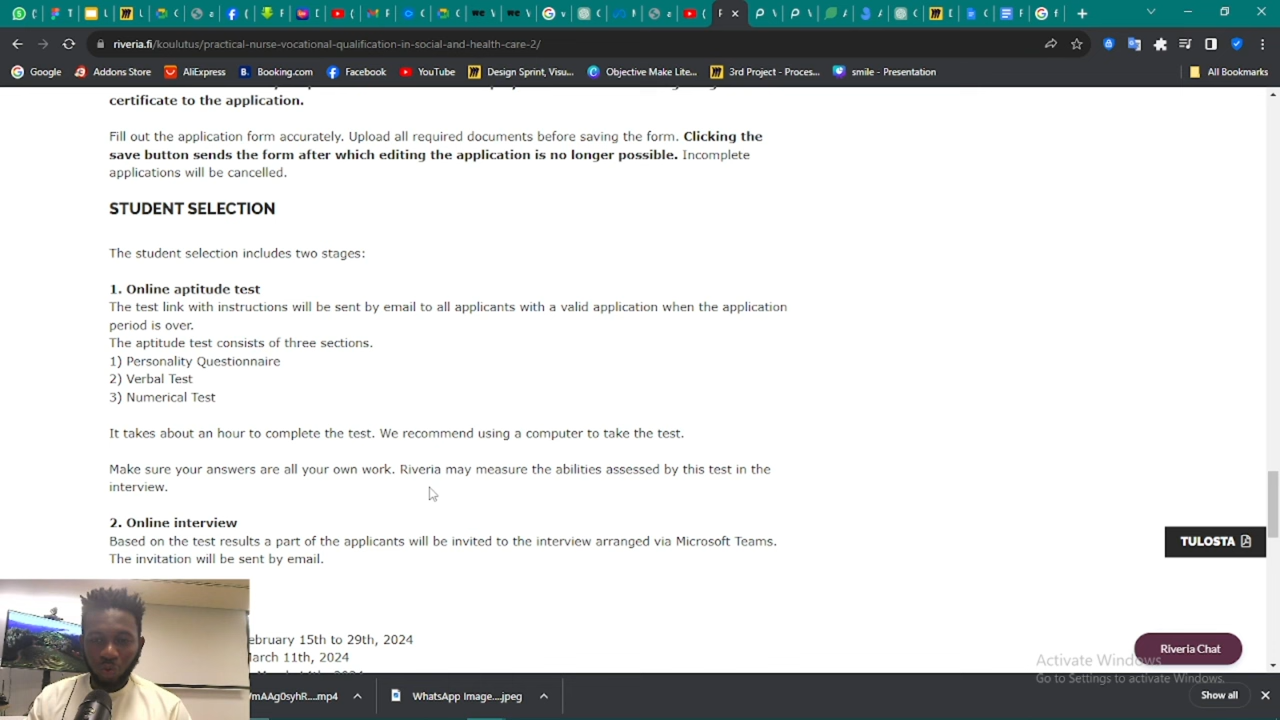 riveria.fi/koulutus/practical-nurse-vocational-qualification-in-social-and-health-care-2/
Google
Addons Store
AliExpress
Booking.com
Facebook
YouTube
Design Sprint, Visu...
Objective Make Lite...
3rd Project - Proces...
smile - Presentation
All Bookmarks
certificate to the application.
Fill out the application form accurately. Upload all required documents before saving the form. Clicking the
save button sends the form after which editing the application is no longer possible. Incomplete
applications will be cancelled.
STUDENT SELECTION
The student selection includes two stages:
1. Online aptitude test
The test link with instructions will be sent by email to all applicants with a valid application when the application
period is over.
The aptitude test consists of three sections.
1) Personality Questionnaire
2) Verbal Test
3) Numerical Test
It takes about an hour to complete the test. We recommend using a computer to take the test.
Make sure your answers are all your own work. Riveria may measure the abilities assessed by this test in the
interview.
2. Online interview
Based on the test results a part of the applicants will be invited to the interview arranged via Microsoft Teams.
The invitation will be sent by email.
TULOSTA
ebruary 15th to 29th, 2024
arch 11th, 2024
Riveria Chat
Activate Windows
Go to Settings to activate Windows.
mAAg0syhR....mp4
WhatsApp Image....jpeg
Show all